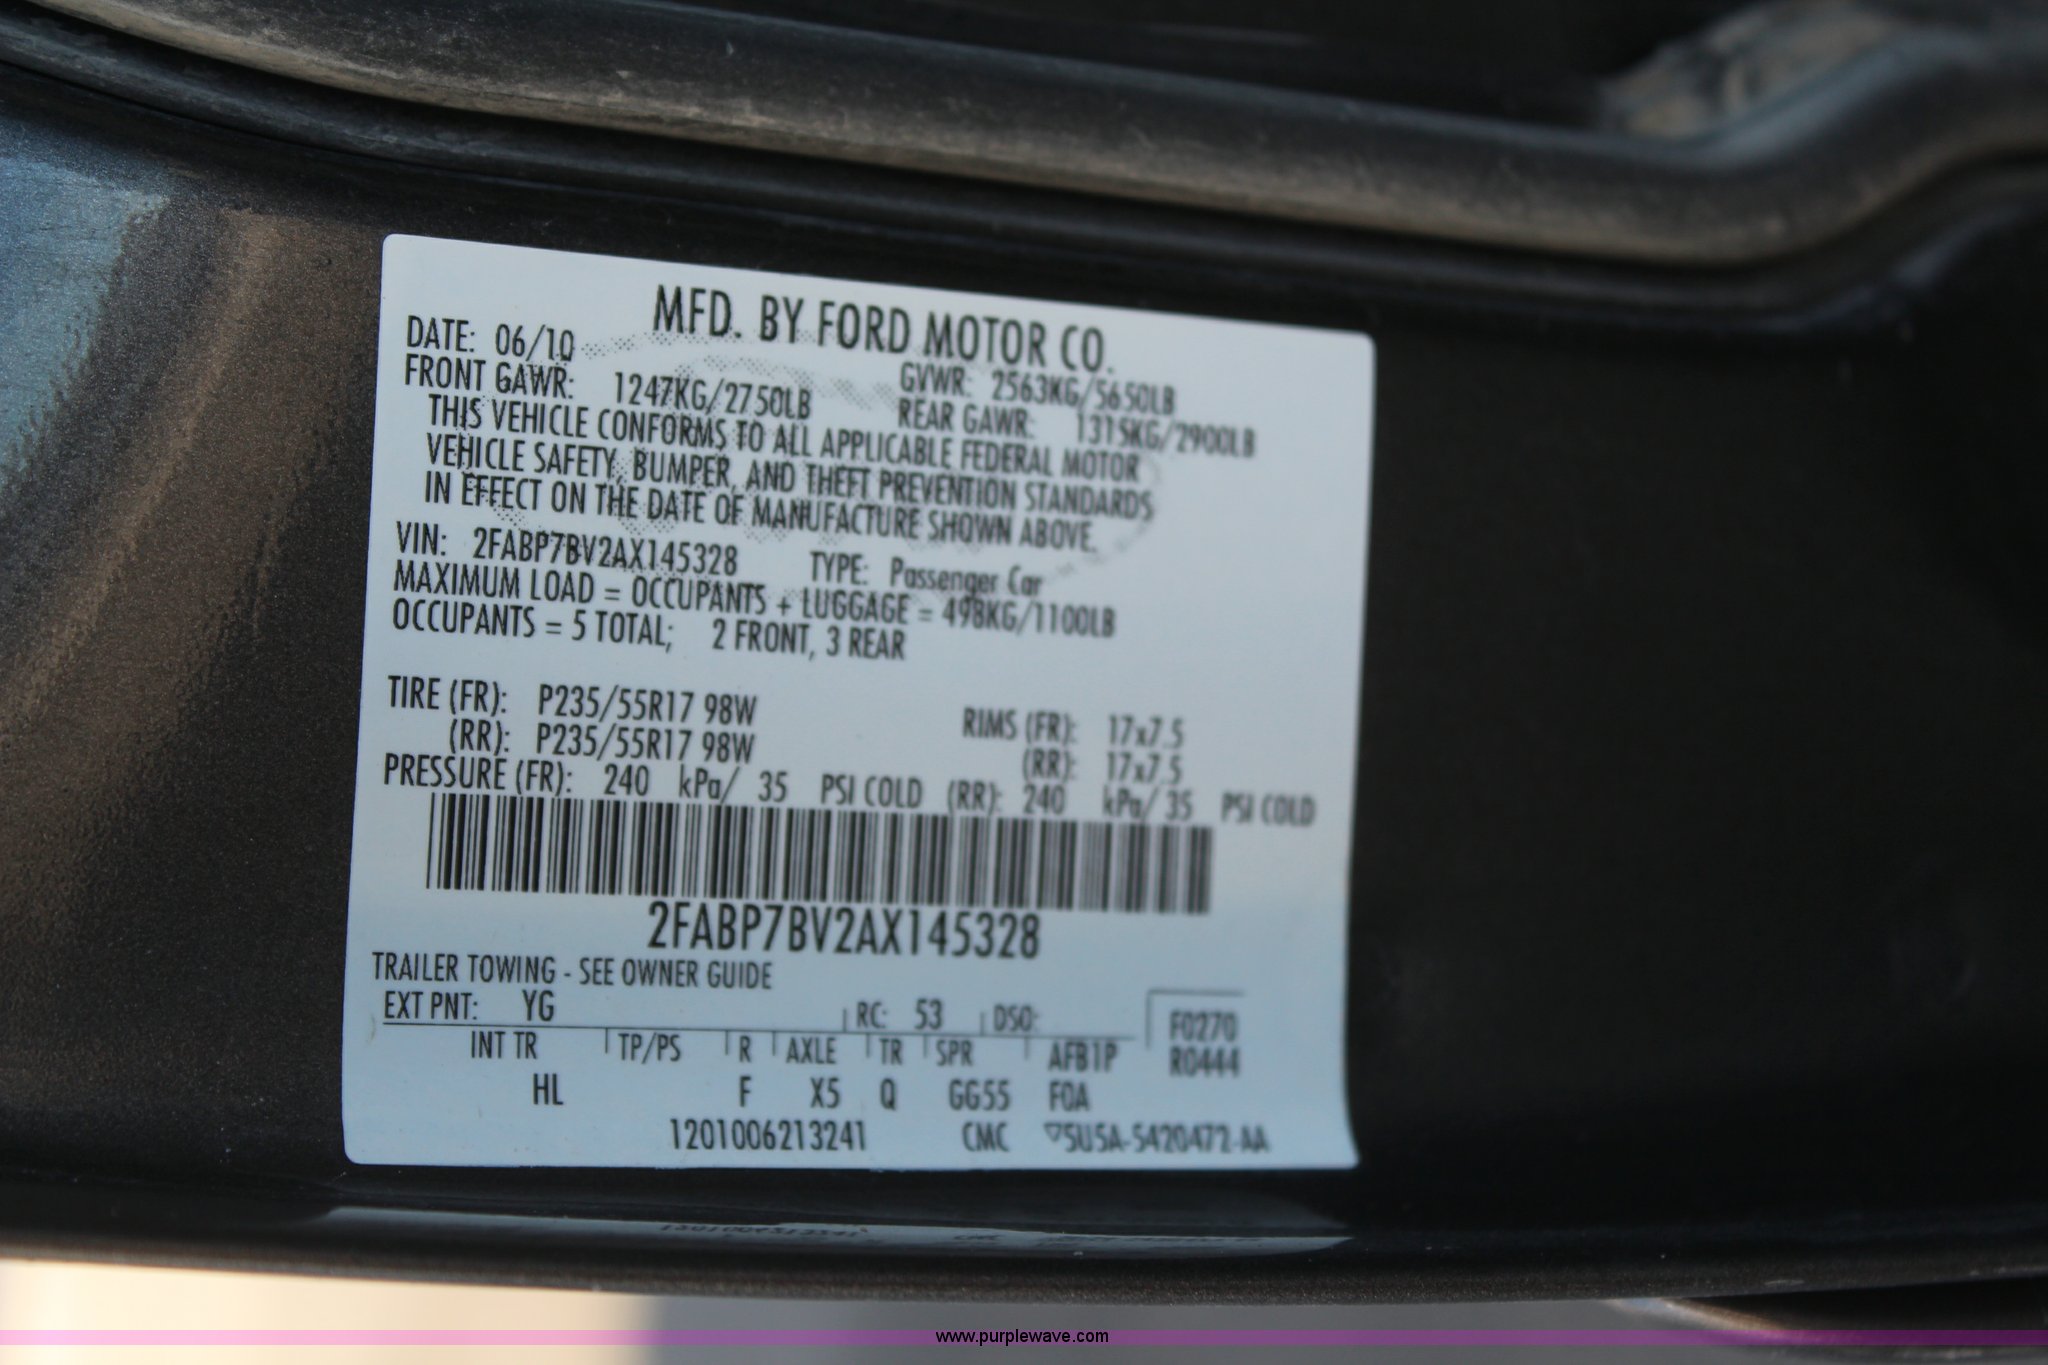 MFD. BY FORD MOTOR CO.
DATE: 06/10 GVWR: 2563KG/5650LB
FRONT GAWR: 1247KG/2750LB REAR GAWR: 1315KG/2900LB
THIS VEHICLE CONFORMS TO ALL APPLICABLE FEDERAL MOTOR
VEHICLE SAFETY, BUMPER, AND THEFT PREVENTION STANDARDS
IN EFFECT ON THE DATE OF MANUFACTURE SHOWN ABOVE.
VIN: 2FABP7BV2AX145328 TYPE: Passenger Car
MAXIMUM LOAD = OCCUPANTS + LUGGAGE = 498KG/1100LB
OCCUPANTS = 5 TOTAL; 2 FRONT, 3 REAR
TIRE (FR): P235/55R17 98W RIMS (FR): 17x7.5
(RR): P235/55R17 98W (RR): 17x7.5
PRESSURE (FR): 240 kPa/ 35 PSI COLD (RR): 240 kPa/ 35 PSI COLD
2FABP7BV2AX145328
TRAILER TOWING - SEE OWNER GUIDE
EXT PNT: YG RC: 53 DSO: F0270
INT TR TP/PS R AXLE TR SPR AFB1P R0444
HL F X5 Q GG55 FOA
1201006213241 CMC ▽5U5A-5420472-AA
www.purplewave.com